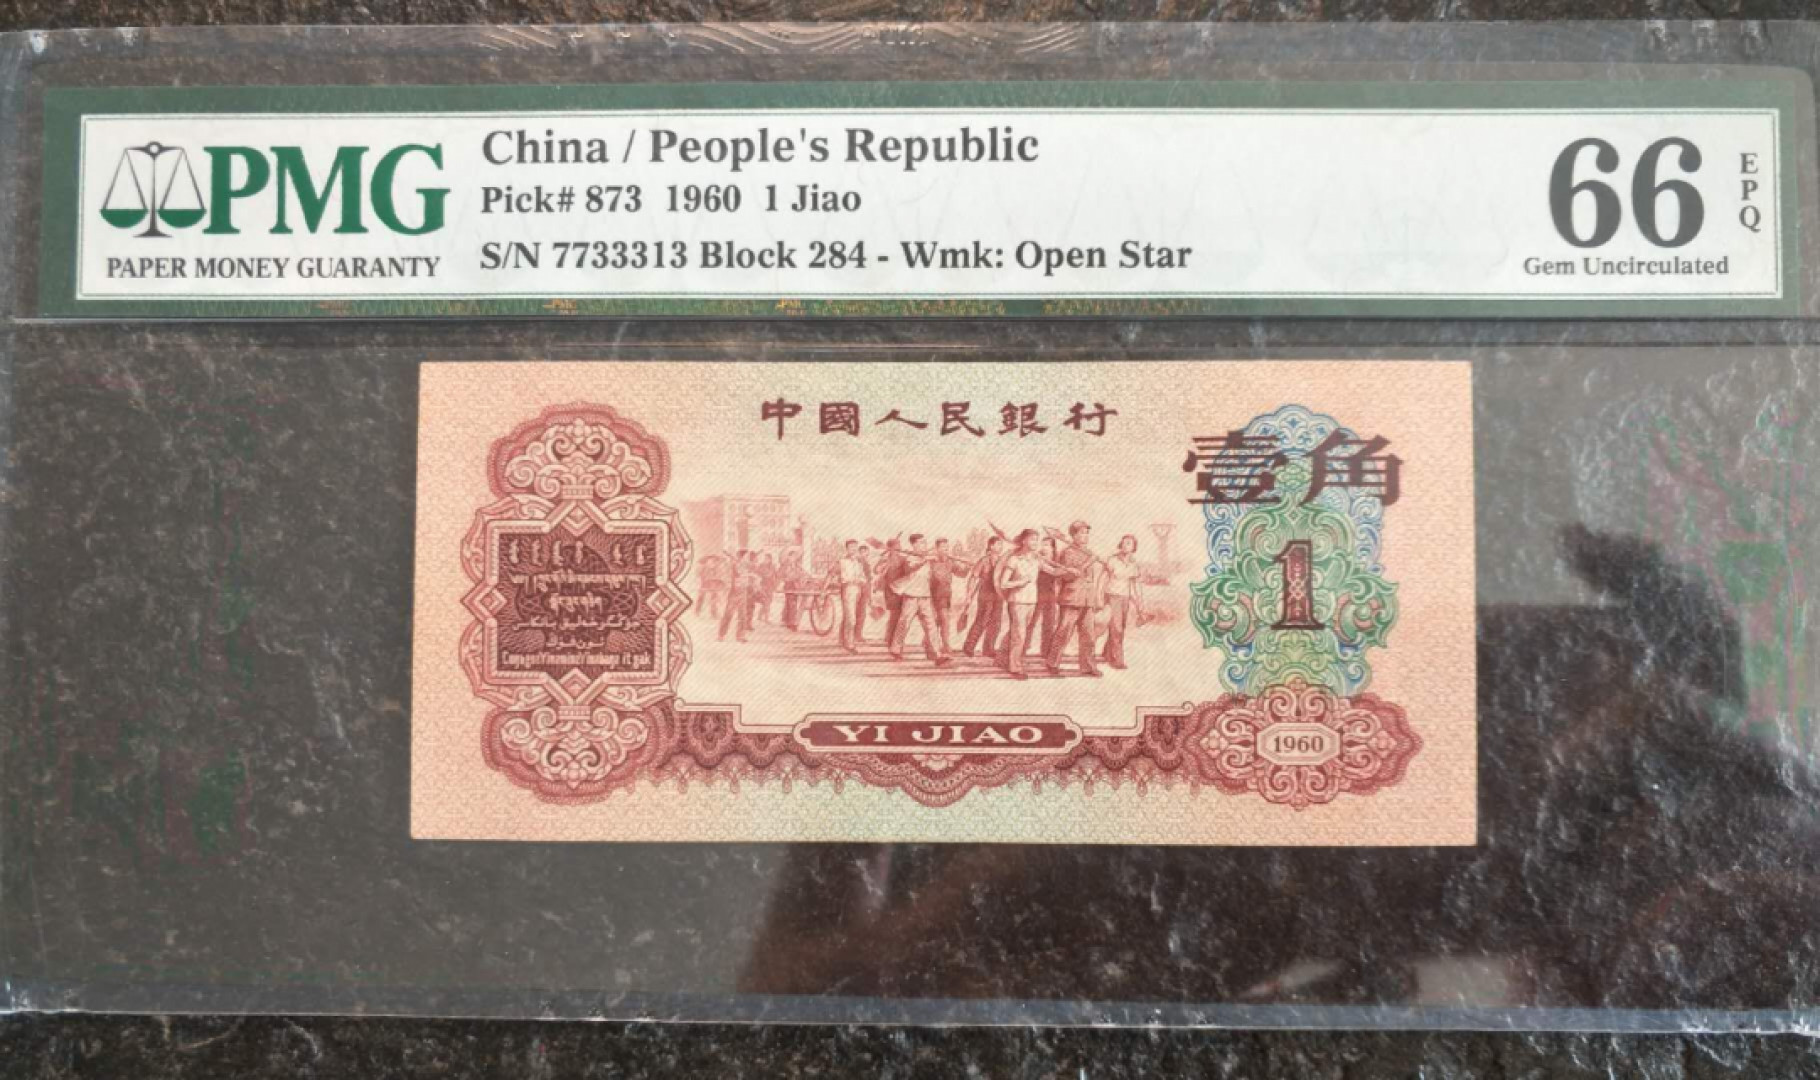 PMG
PAPER MONEY GUARANTY
China / People's Republic
Pick# 873 1960 1 Jiao
S/N 7733313 Block 284 - Wmk: Open Star
66
EPQ
Gem Uncirculated
中國人民銀行
壹角
1
YI JIAO
1960